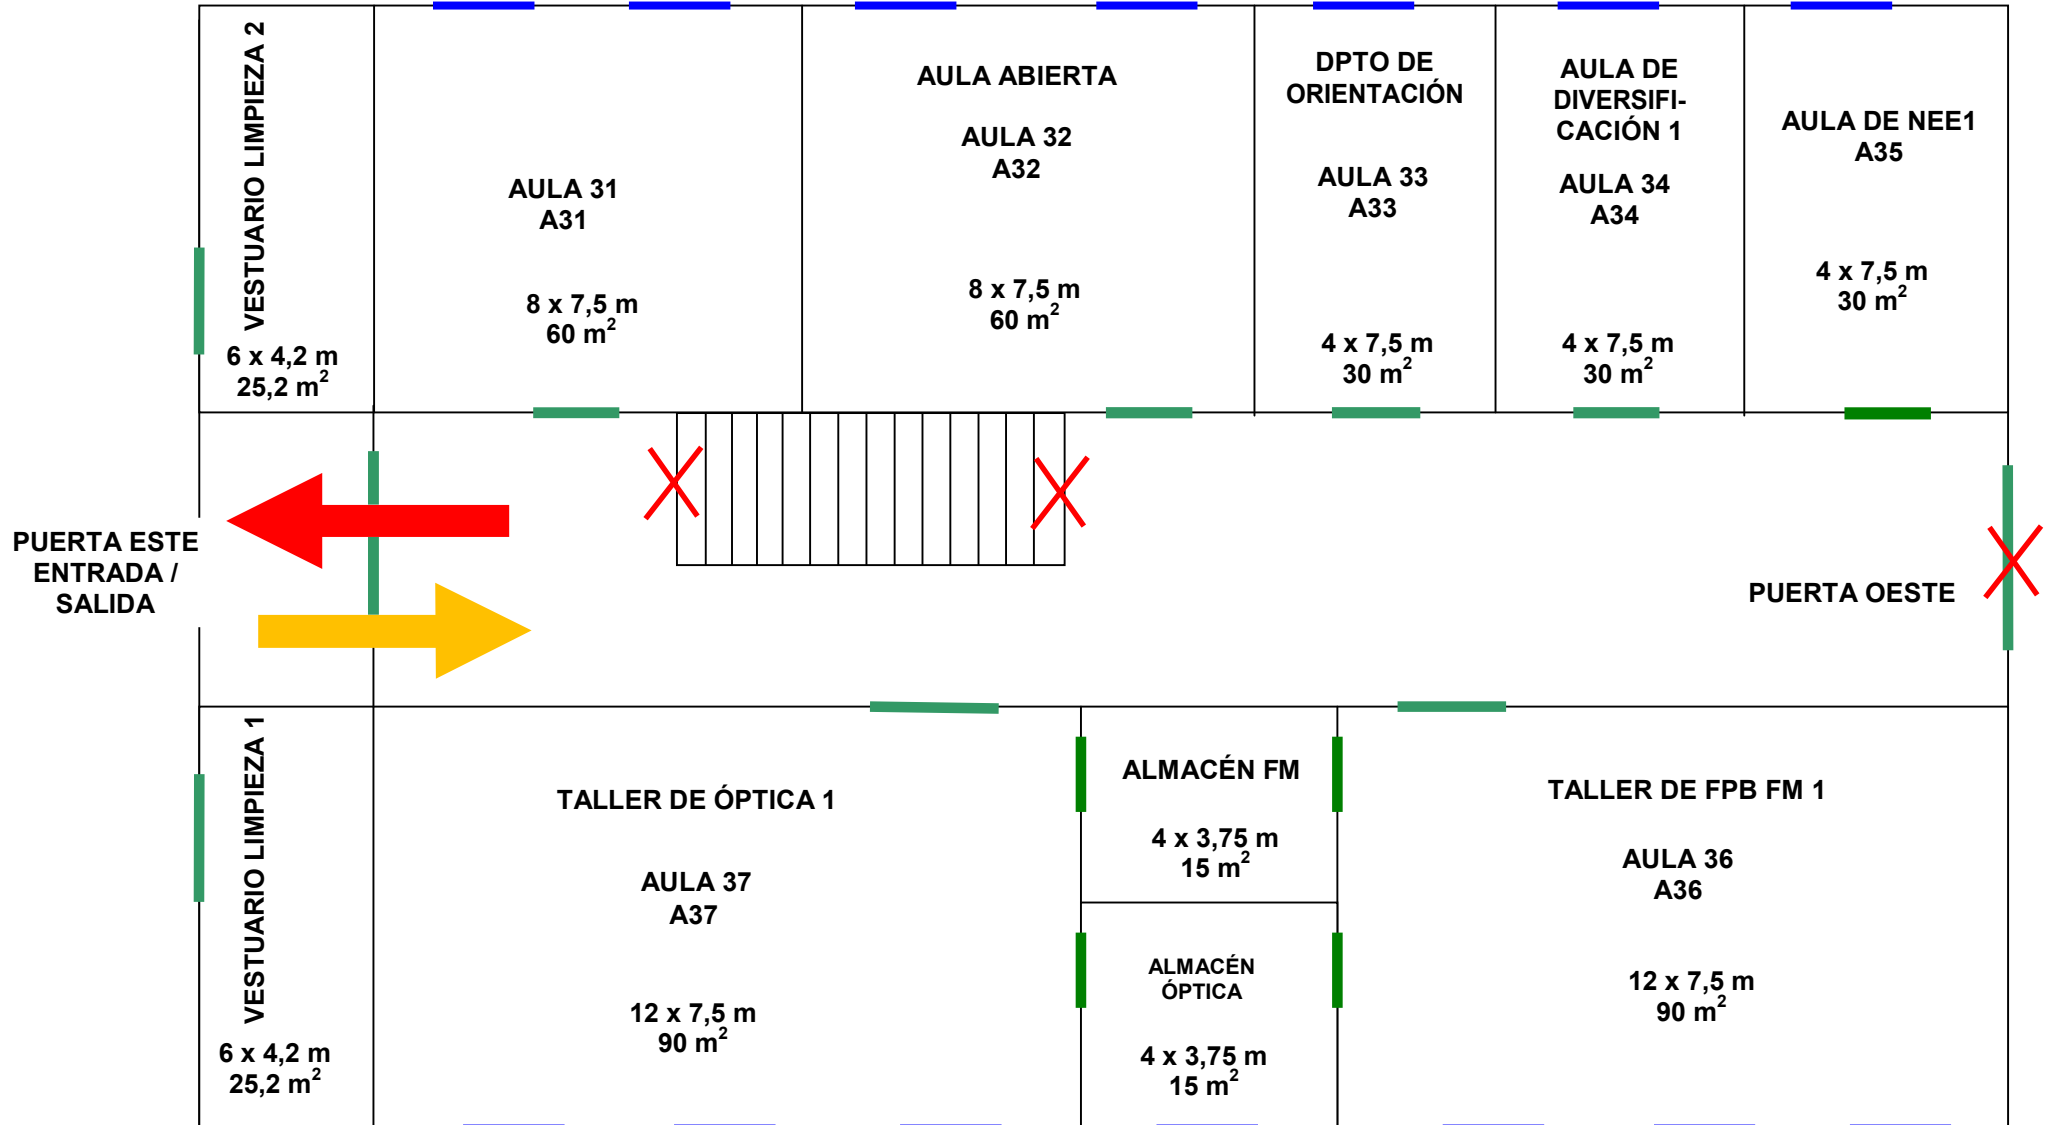 VESTUARIO LIMPIEZA 2
6 x 4,2 m
25,2 m²
AULA 31
A31
8 x 7,5 m
60 m²
AULA ABIERTA
AULA 32
A32
8 x 7,5 m
60 m²
DPTO DE
ORIENTACIÓN
AULA 33
A33
4 x 7,5 m
30 m²
AULA DE
DIVERSIFI-
CACIÓN 1
AULA 34
A34
4 x 7,5 m
30 m²
AULA DE NEE1
A35
4 x 7,5 m
30 m²
PUERTA ESTE
ENTRADA /
SALIDA
PUERTA OESTE
VESTUARIO LIMPIEZA 1
6 x 4,2 m
25,2 m²
TALLER DE ÓPTICA 1
AULA 37
A37
12 x 7,5 m
90 m²
ALMACÉN FM
4 x 3,75 m
15 m²
ALMACÉN
ÓPTICA
4 x 3,75 m
15 m²
TALLER DE FPB FM 1
AULA 36
A36
12 x 7,5 m
90 m²